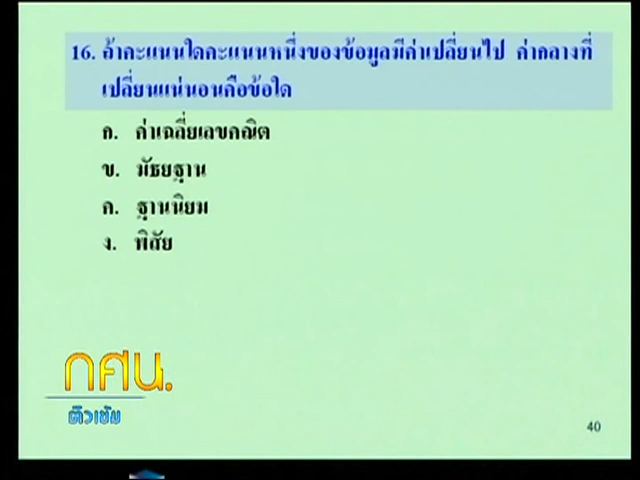 16. ถ้าคะแนนใดคะแนนหนึ่งของข้อมูลมีค่าเปลี่ยนไป ค่ากลางที่
เปลี่ยนแน่นอนคือข้อใด
ก. ค่าเฉลี่ยเลขคณิต
ข. มัธยฐาน
ค. ฐานนิยม
ง. พิสัย
กศน.
ติวเข้ม
40